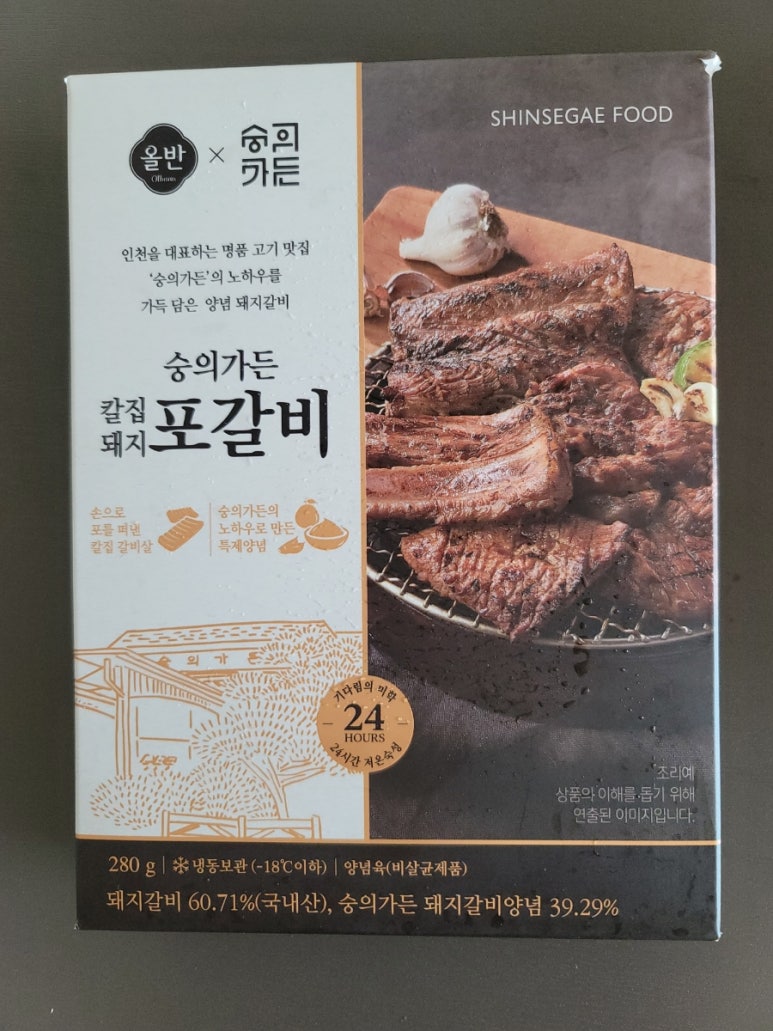 SHINSEGAE FOOD
올반
Olbaan
×
숭의
가든
인천을 대표하는 명품 고기 맛집
‘숭의가든’의 노하우를
가득 담은 양념 돼지갈비
숭의가든
칼집
돼지
포갈비
손으로
포를 떠낸
칼집 갈비살
숭의가든의
노하우로 만든
특제양념
숭의가든
기다림의 미학
24
HOURS
24시간 저온숙성
조리예
상품의 이해를 돕기 위해
연출된 이미지입니다.
280 g | 냉동보관 (-18℃이하) | 양념육(비살균제품)
돼지갈비 60.71%(국내산), 숭의가든 돼지갈비양념 39.29%